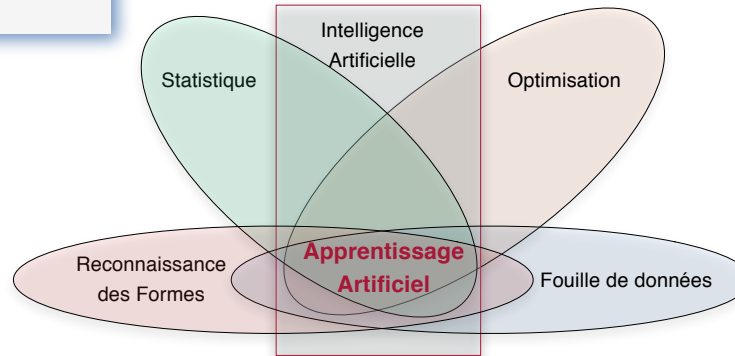 Intelligence
Artificielle
Statistique
Optimisation
Apprentissage
Artificiel
Reconnaissance
des Formes
Fouille de données